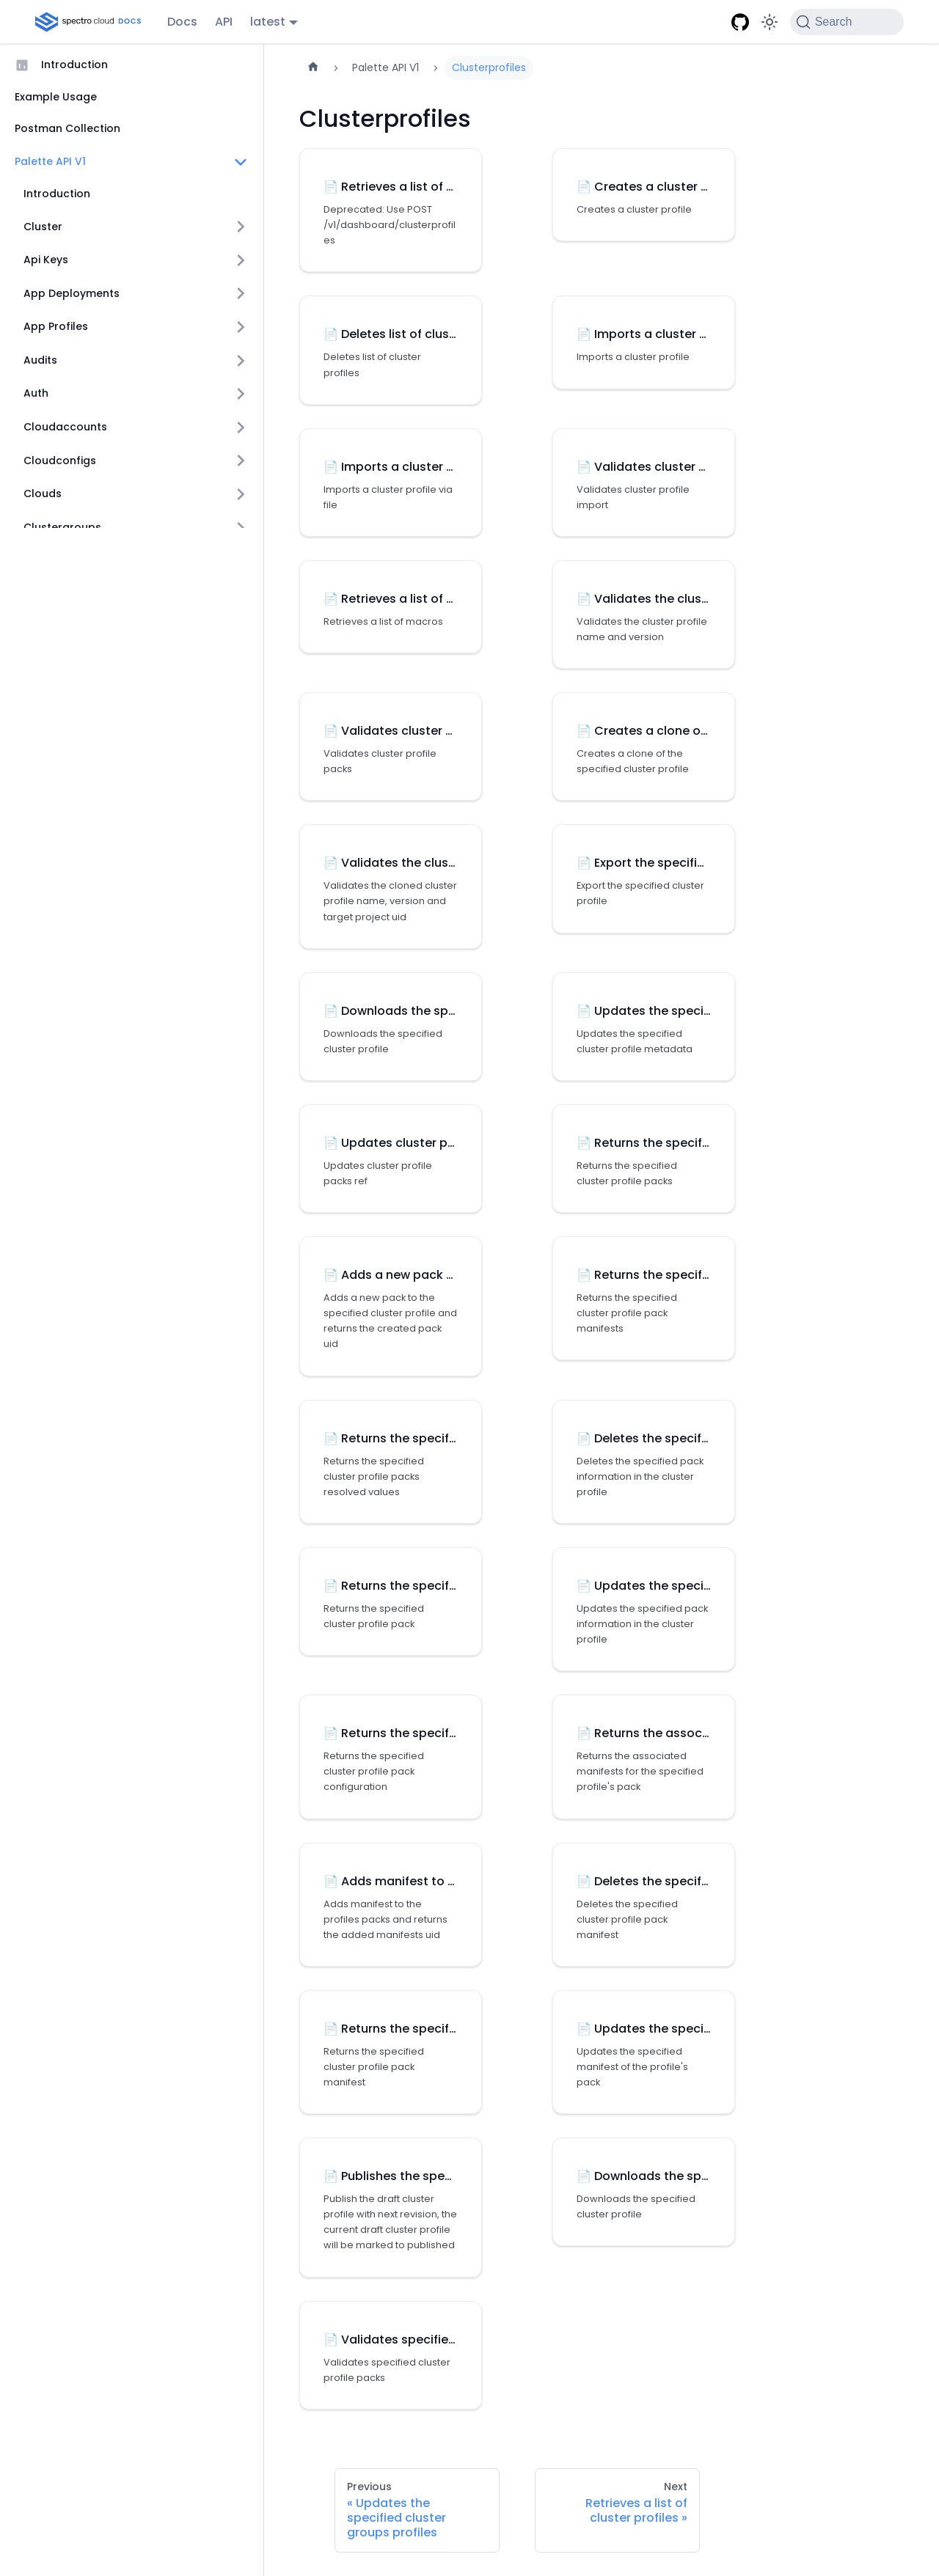 spectro cloud DOCS
Docs
API
latest
Search
Introduction
Example Usage
Postman Collection
Palette API V1
Introduction
Cluster
Api Keys
App Deployments
App Profiles
Audits
Auth
Cloudaccounts
Cloudconfigs
Clouds
Clustergroups
Palette API V1
Clusterprofiles
Clusterprofiles
Retrieves a list of ...
Deprecated: Use POST
/v1/dashboard/clusterprofil
es
Creates a cluster ...
Creates a cluster profile
Deletes list of clus...
Deletes list of cluster
profiles
Imports a cluster ...
Imports a cluster profile
Imports a cluster ...
Imports a cluster profile via
file
Validates cluster ...
Validates cluster profile
import
Retrieves a list of ...
Retrieves a list of macros
Validates the clus...
Validates the cluster profile
name and version
Validates cluster ...
Validates cluster profile
packs
Creates a clone o...
Creates a clone of the
specified cluster profile
Validates the clus...
Validates the cloned cluster
profile name, version and
target project uid
Export the specifi...
Export the specified cluster
profile
Downloads the sp...
Downloads the specified
cluster profile
Updates the speci...
Updates the specified
cluster profile metadata
Updates cluster p...
Updates cluster profile
packs ref
Returns the specif...
Returns the specified
cluster profile packs
Adds a new pack ...
Adds a new pack to the
specified cluster profile and
returns the created pack
uid
Returns the specif...
Returns the specified
cluster profile pack
manifests
Returns the specif...
Returns the specified
cluster profile packs
resolved values
Deletes the specif...
Deletes the specified pack
information in the cluster
profile
Returns the specif...
Returns the specified
cluster profile pack
Updates the speci...
Updates the specified pack
information in the cluster
profile
Returns the specif...
Returns the specified
cluster profile pack
configuration
Returns the assoc...
Returns the associated
manifests for the specified
profile's pack
Adds manifest to ...
Adds manifest to the
profiles packs and returns
the added manifests uid
Deletes the specif...
Deletes the specified
cluster profile pack
manifest
Returns the specif...
Returns the specified
cluster profile pack
manifest
Updates the speci...
Updates the specified
manifest of the profile's
pack
Publishes the spe...
Publish the draft cluster
profile with next revision, the
current draft cluster profile
will be marked to published
Downloads the sp...
Downloads the specified
cluster profile
Validates specifie...
Validates specified cluster
profile packs
Previous
« Updates the
specified cluster
groups profiles
Next
Retrieves a list of
cluster profiles »